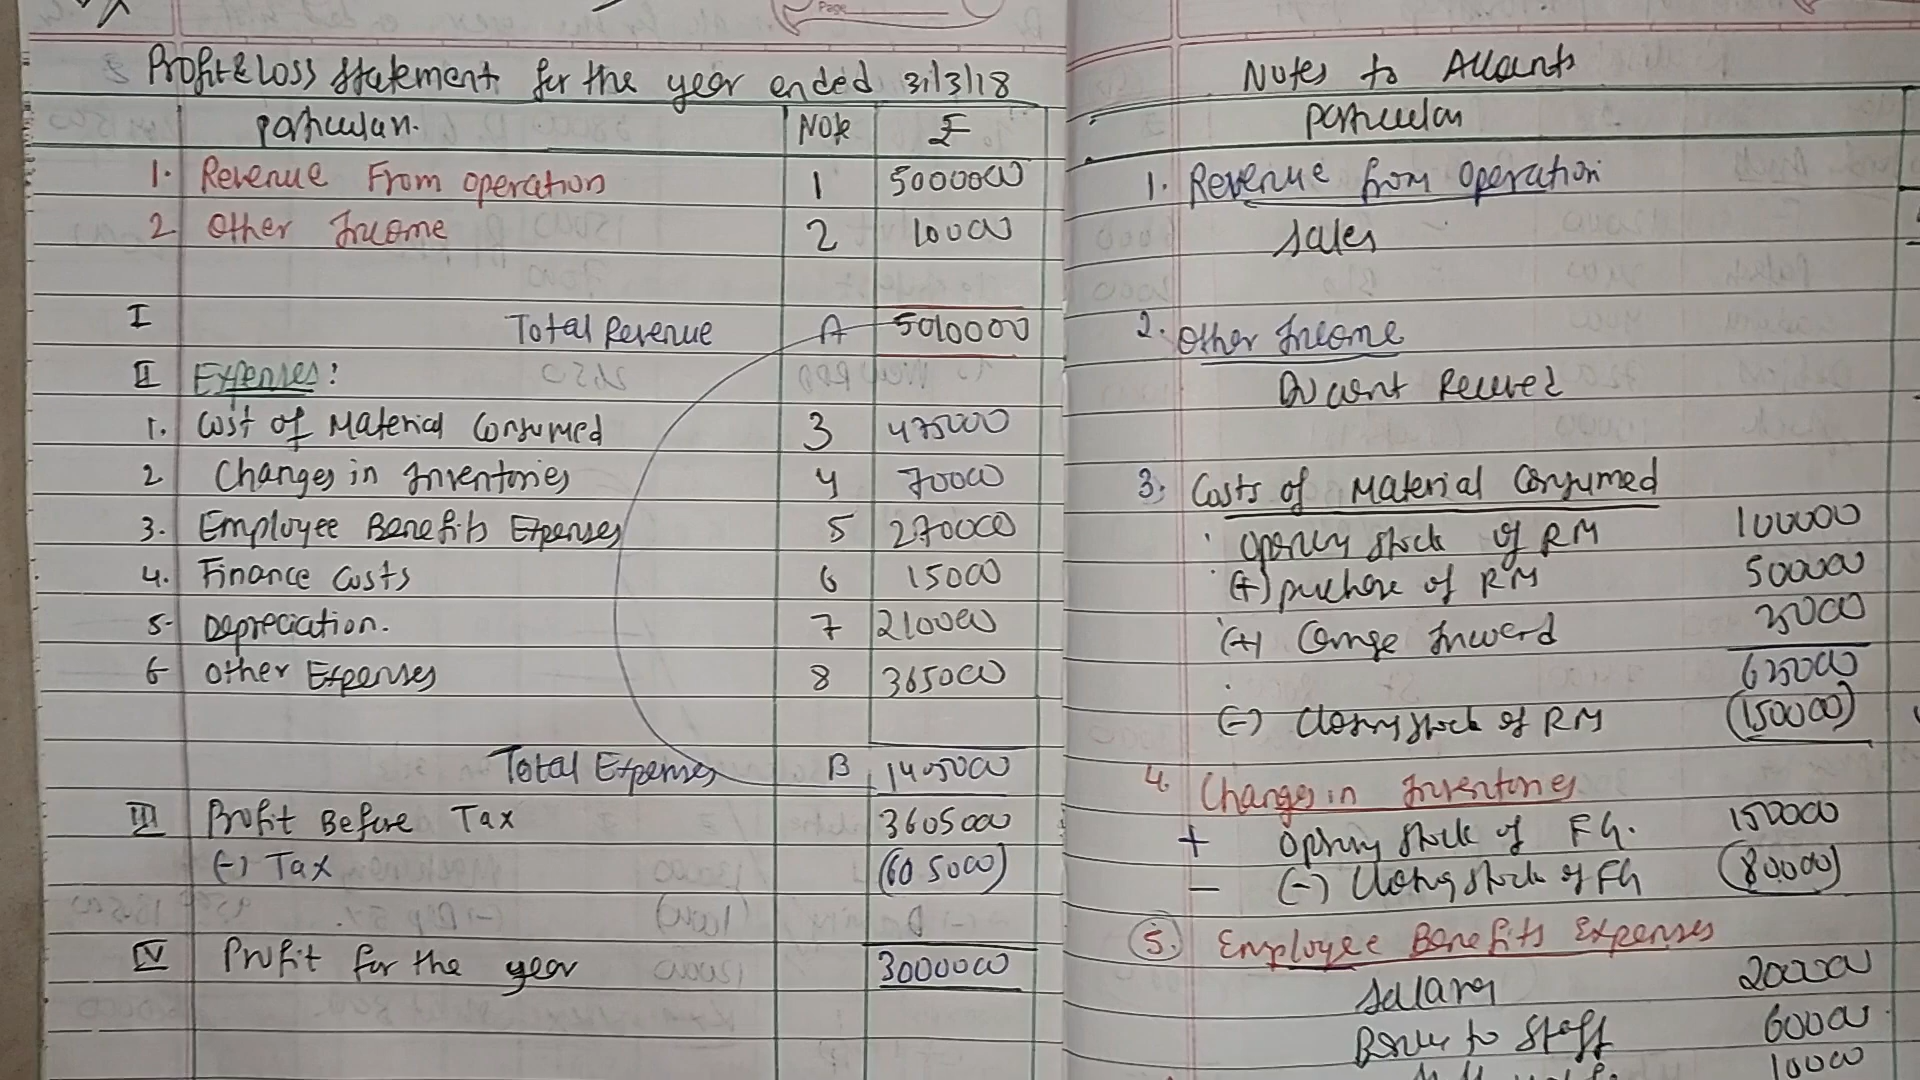 Page
Profit & Loss Statement for the year ended 31/3/18
Particulars. Note ₹
1. Revenue From operation 1 5000000
2 Other Income 2 10000
I Total Revenue A 5010000
II Expenses:
1. Cost of Material Consumed 3 475000
2 Changes in Inventories 4 70000
3. Employee Benefits Expenses 5 270000
4. Finance Costs 6 15000
5- Depreciation. 7 210000
6 Other Expenses 8 365000
Total Expenses B 1405000
III Profit Before Tax 3605000
(-) Tax (605000)
IV Profit for the year 3000000
Notes to Accounts
Particulars
1. Revenue from Operation
Sales
2. Other Income
Discount Received
3. Costs of Material Consumed
Opening Stock of RM 100000
(+) purchase of RM 500000
(+) Carriage Inward 25000
625000
(-) Closing stock of RM (150000)
4. Changes in Inventories
+ Opening Stock of FG. 150000
- (-) Closing stock of FG (80000)
5. Employee Benefits Expenses
Salary 200000
Bonus to Staff 60000
10000